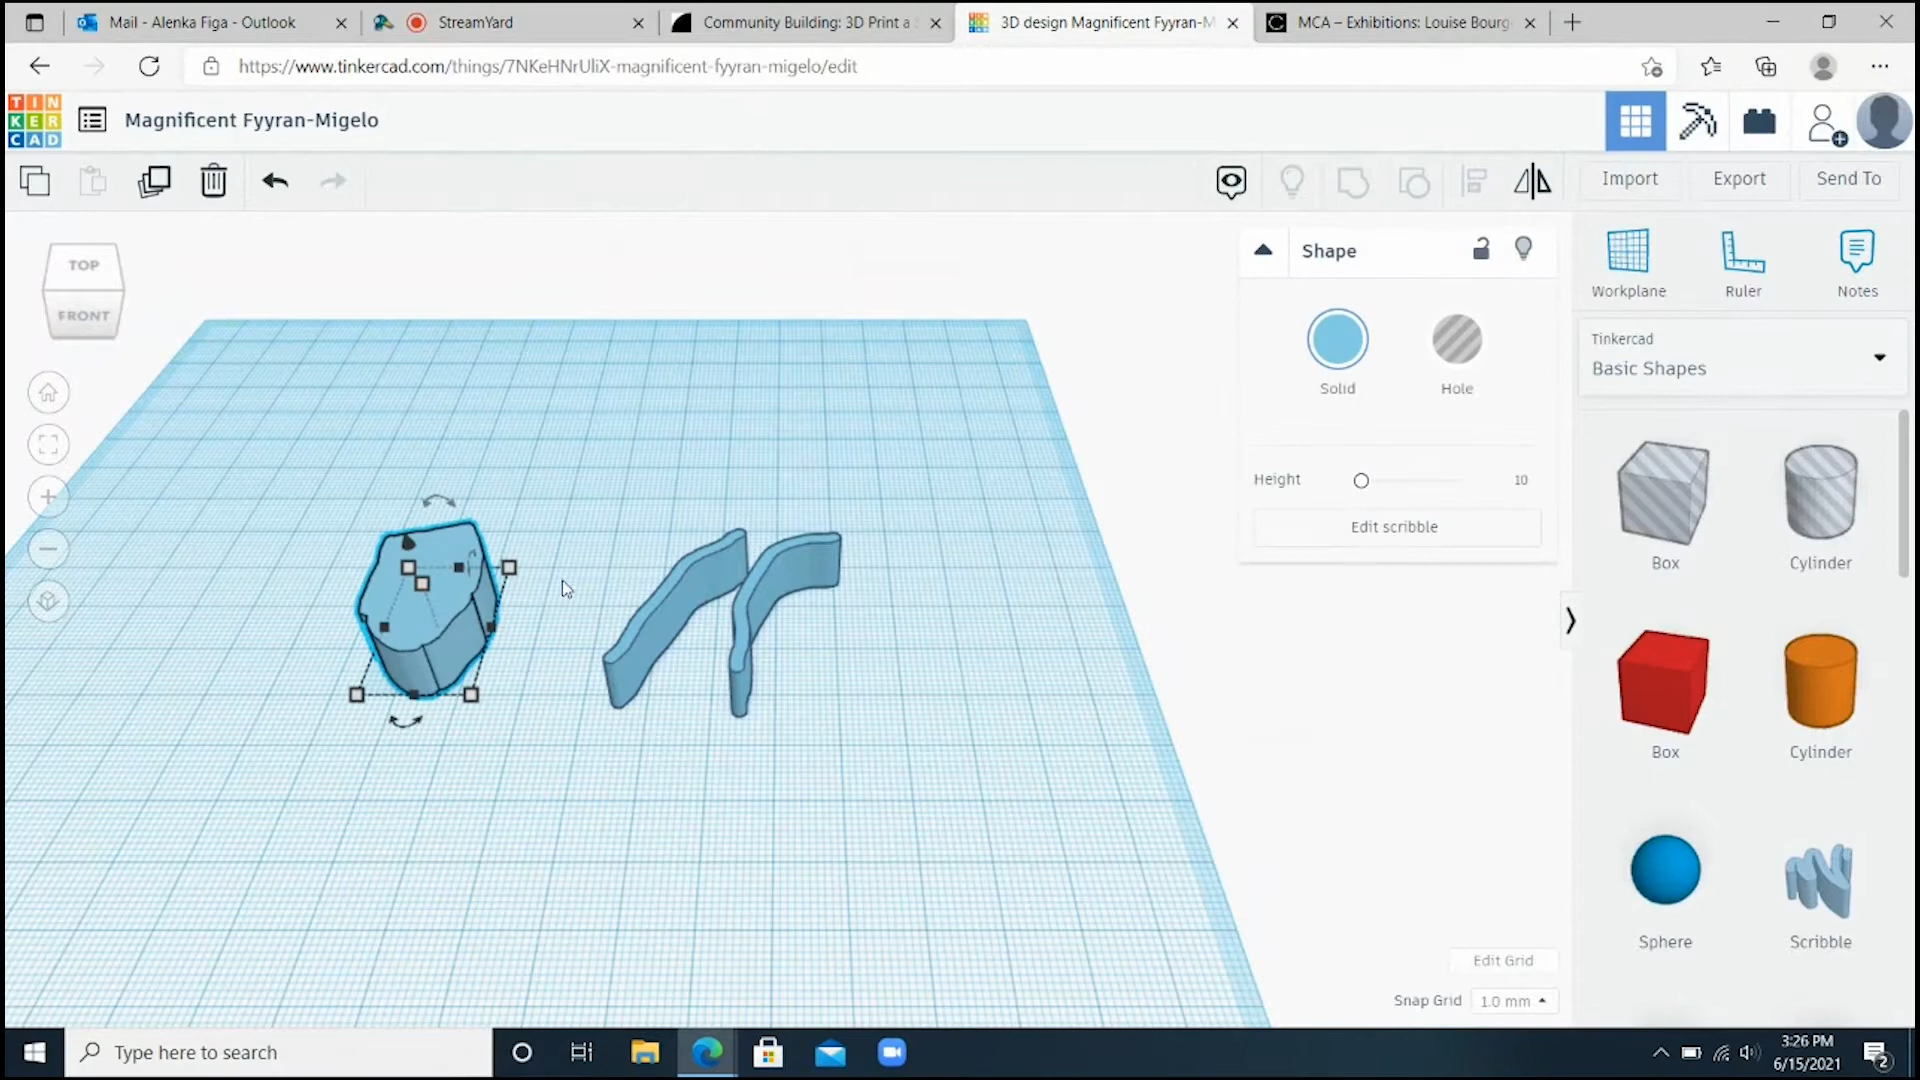 Mail - Alenka Figa - Outlook
StreamYard
Community Building: 3D Print a
3D design Magnificent Fyyran-M
MCA – Exhibitions: Louise Bourg
https://www.tinkercad.com/things/7NKeHNrUliX-magnificent-fyyran-migelo/edit
TIN
KER
CAD
Magnificent Fyyran-Migelo
Import
Export
Send To
TOP
FRONT
Shape
Solid
Hole
Height
10
Edit scribble
Workplane
Ruler
Notes
Tinkercad
Basic Shapes
Box
Cylinder
Box
Cylinder
Sphere
Scribble
Edit Grid
Snap Grid
1.0 mm
Type here to search
3:26 PM
6/15/2021
2